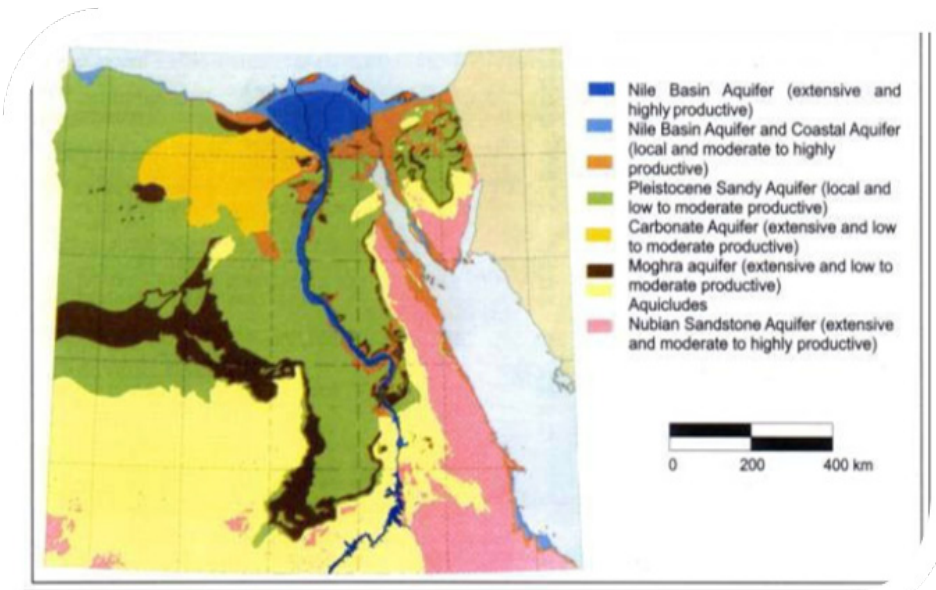 Nile Basin Aquifer (extensive and
highly productive)
Nile Basin Aquifer and Coastal Aquifer
(local and moderate to highly
productive)
Pleistocene Sandy Aquifer (local and
low to moderate productive)
Carbonate Aquifer (extensive and low
to moderate productive)
Moghra aquifer (extensive and low to
moderate productive)
Aquicludes
Nubian Sandstone Aquifer (extensive
and moderate to highly productive)
0 200 400 km